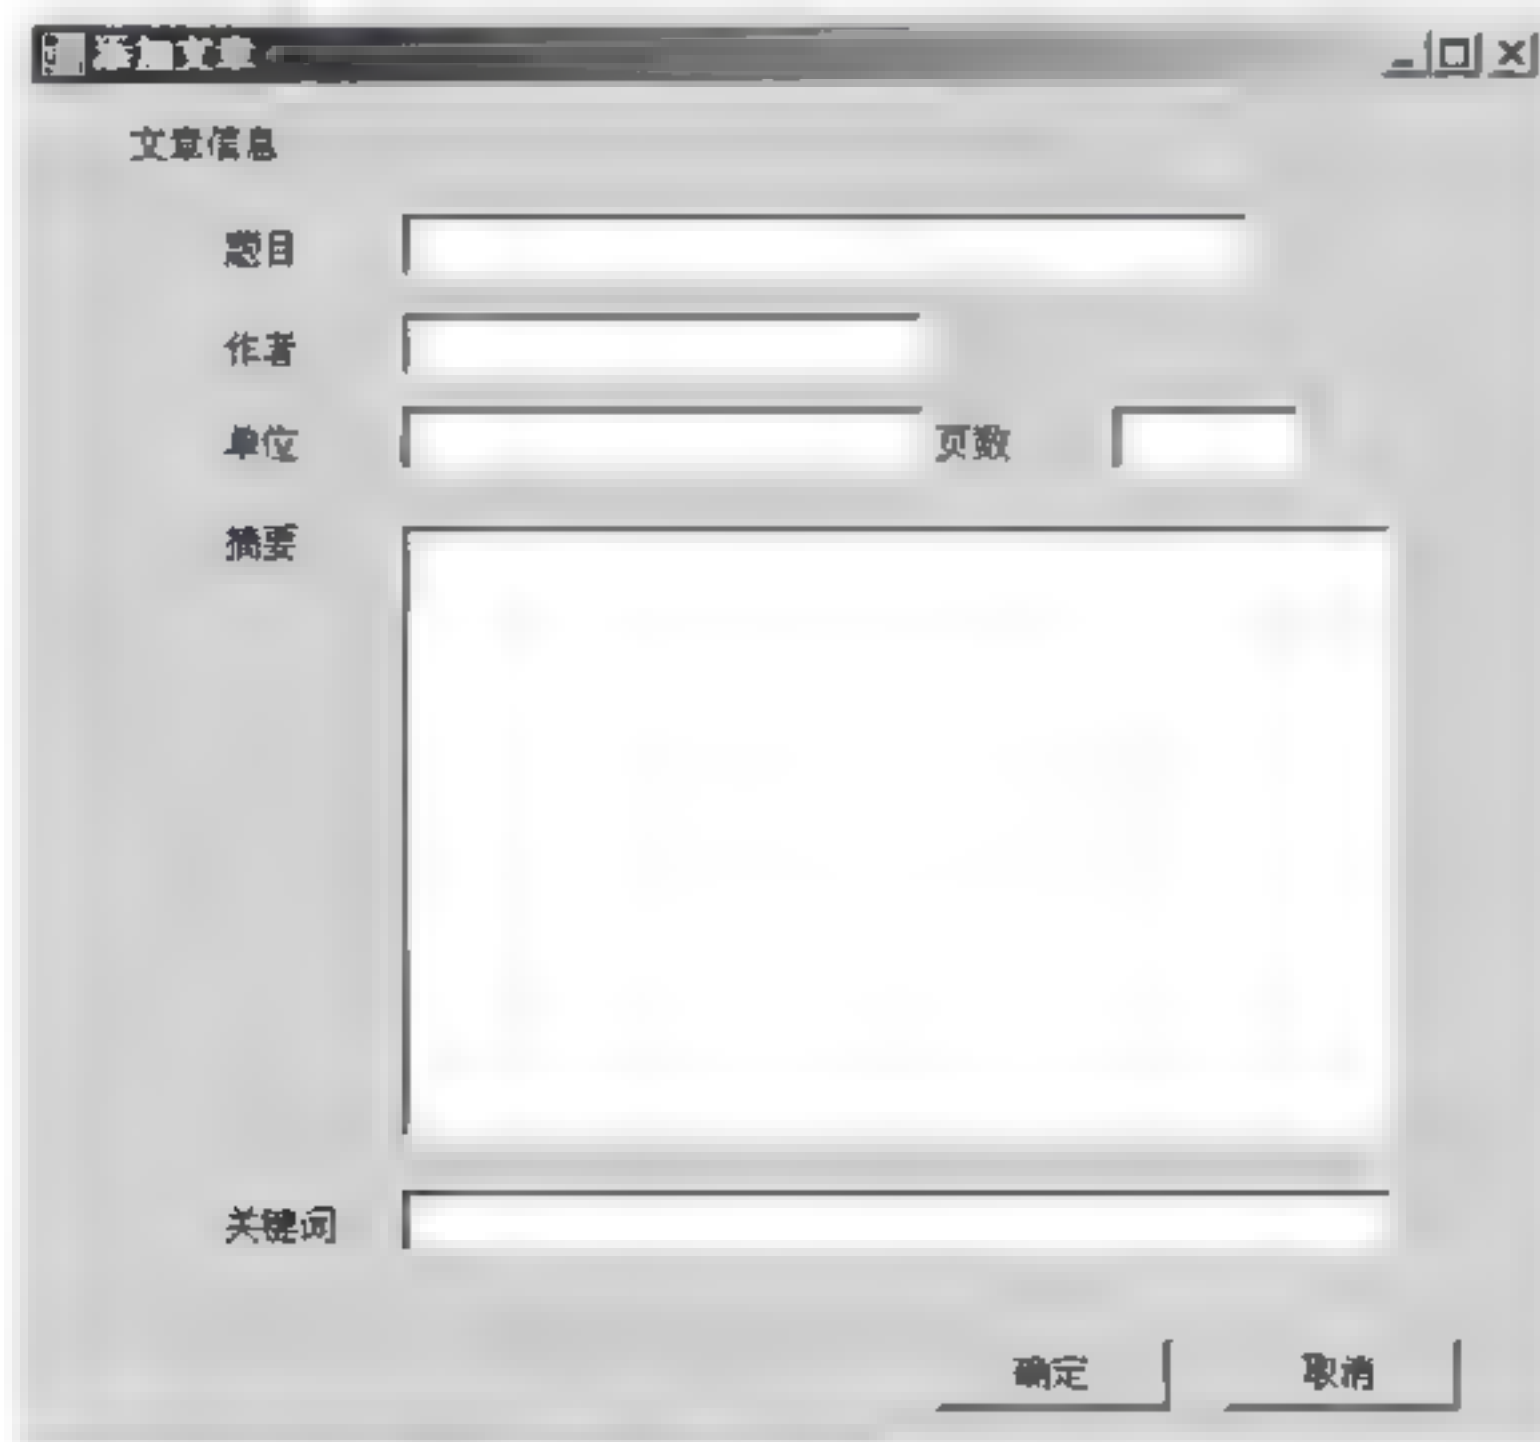 添加文章
文章信息
题目
作者
单位 页数
摘要
关键词
确定 取消